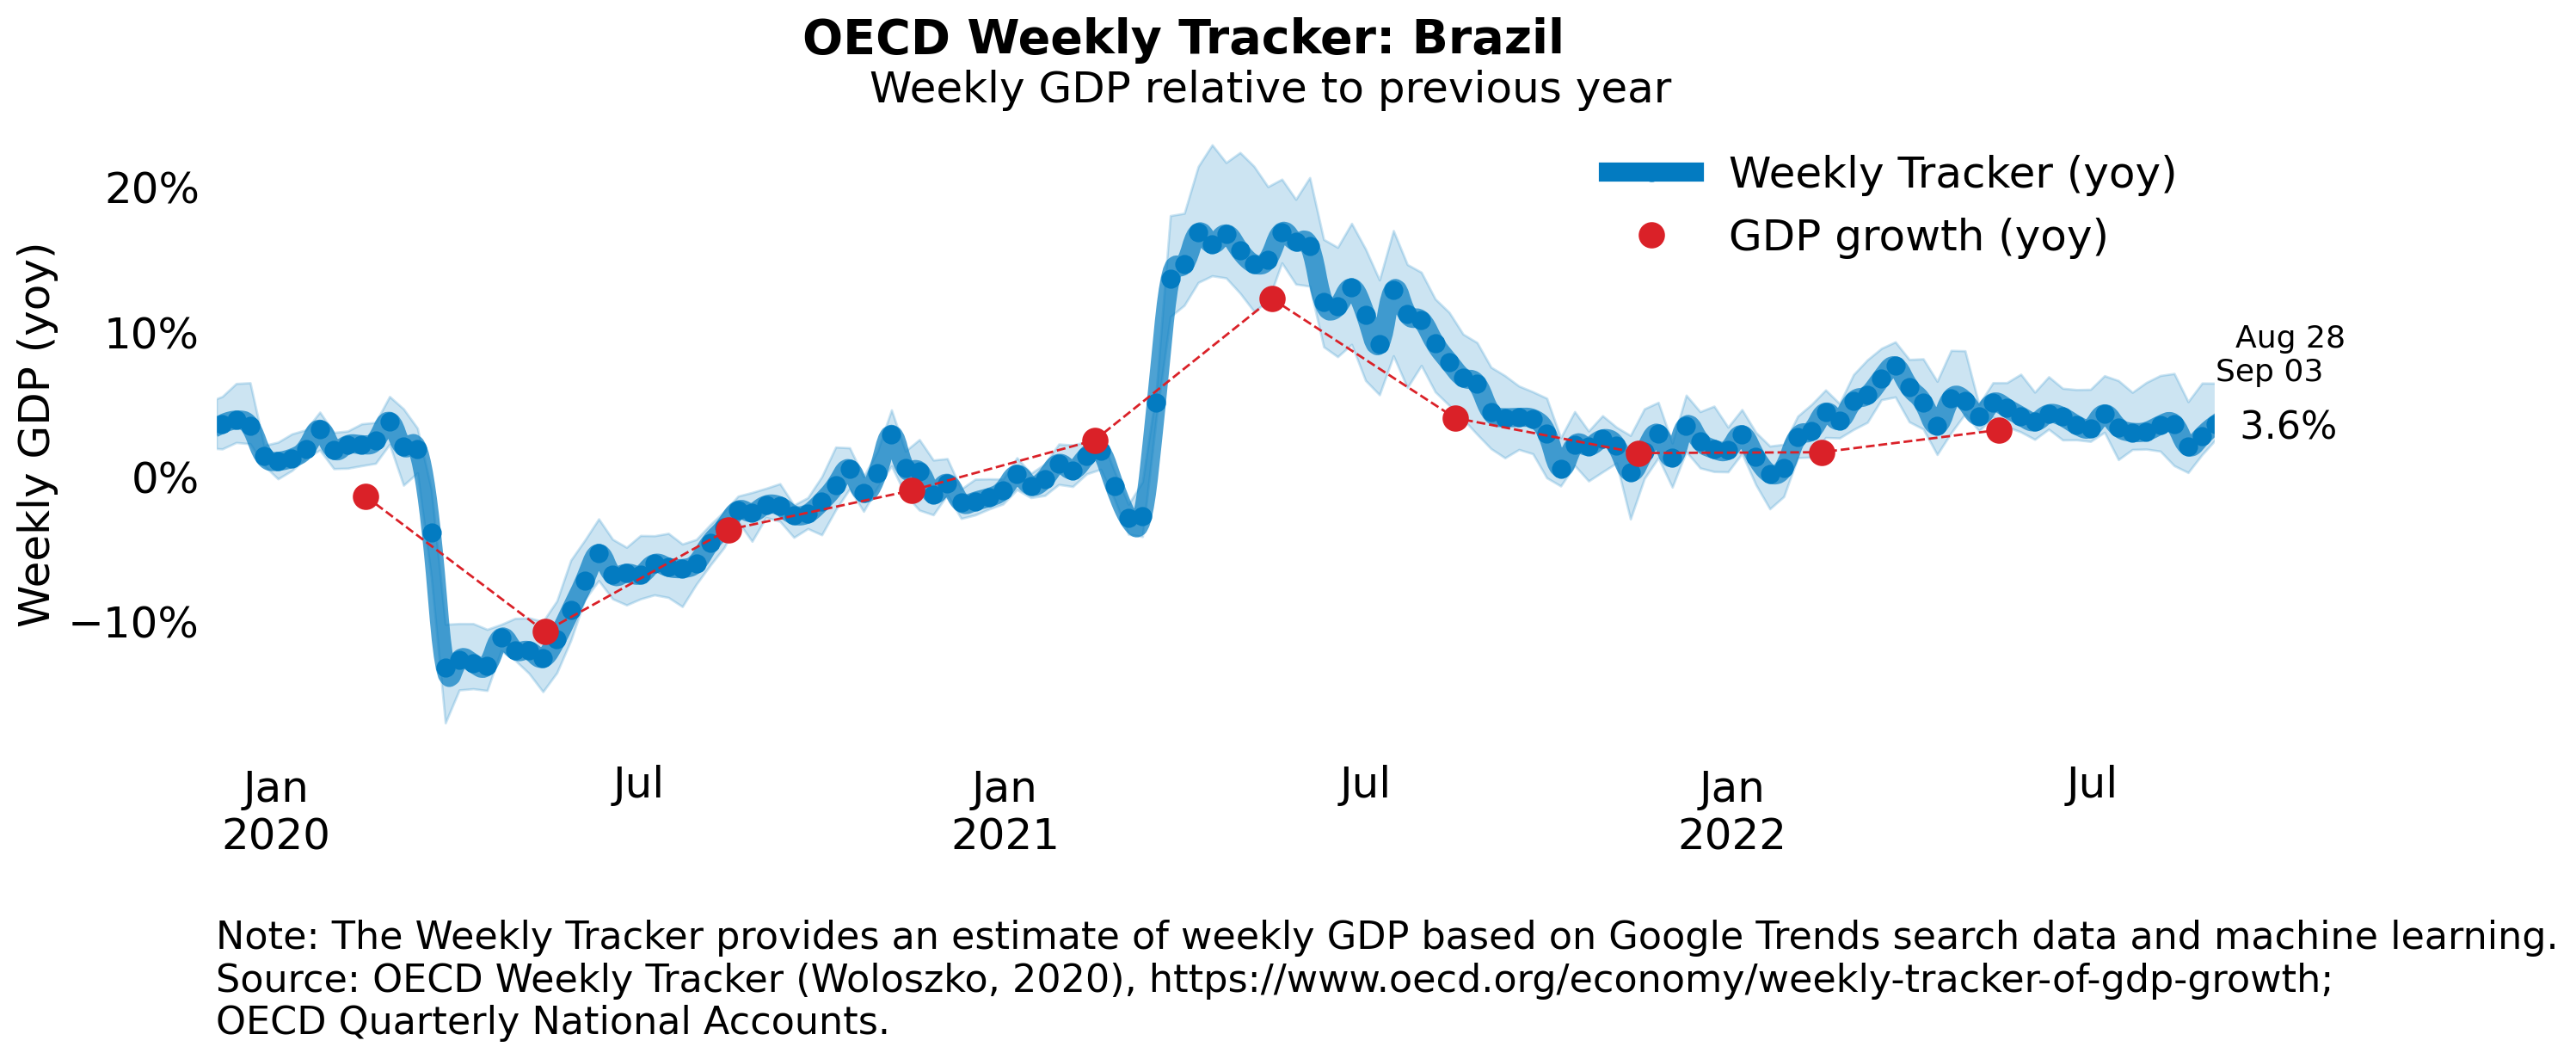 OECD Weekly Tracker: Brazil
Weekly GDP relative to previous year
Weekly Tracker (yoy)
GDP growth (yoy)
Weekly GDP (yoy)
20%
10%
0%
−10%
Aug 28
Sep 03
3.6%
Jan
2020
Jul
Jan
2021
Jul
Jan
2022
Jul
Note: The Weekly Tracker provides an estimate of weekly GDP based on Google Trends search data and machine learning.
Source: OECD Weekly Tracker (Woloszko, 2020), https://www.oecd.org/economy/weekly-tracker-of-gdp-growth;
OECD Quarterly National Accounts.